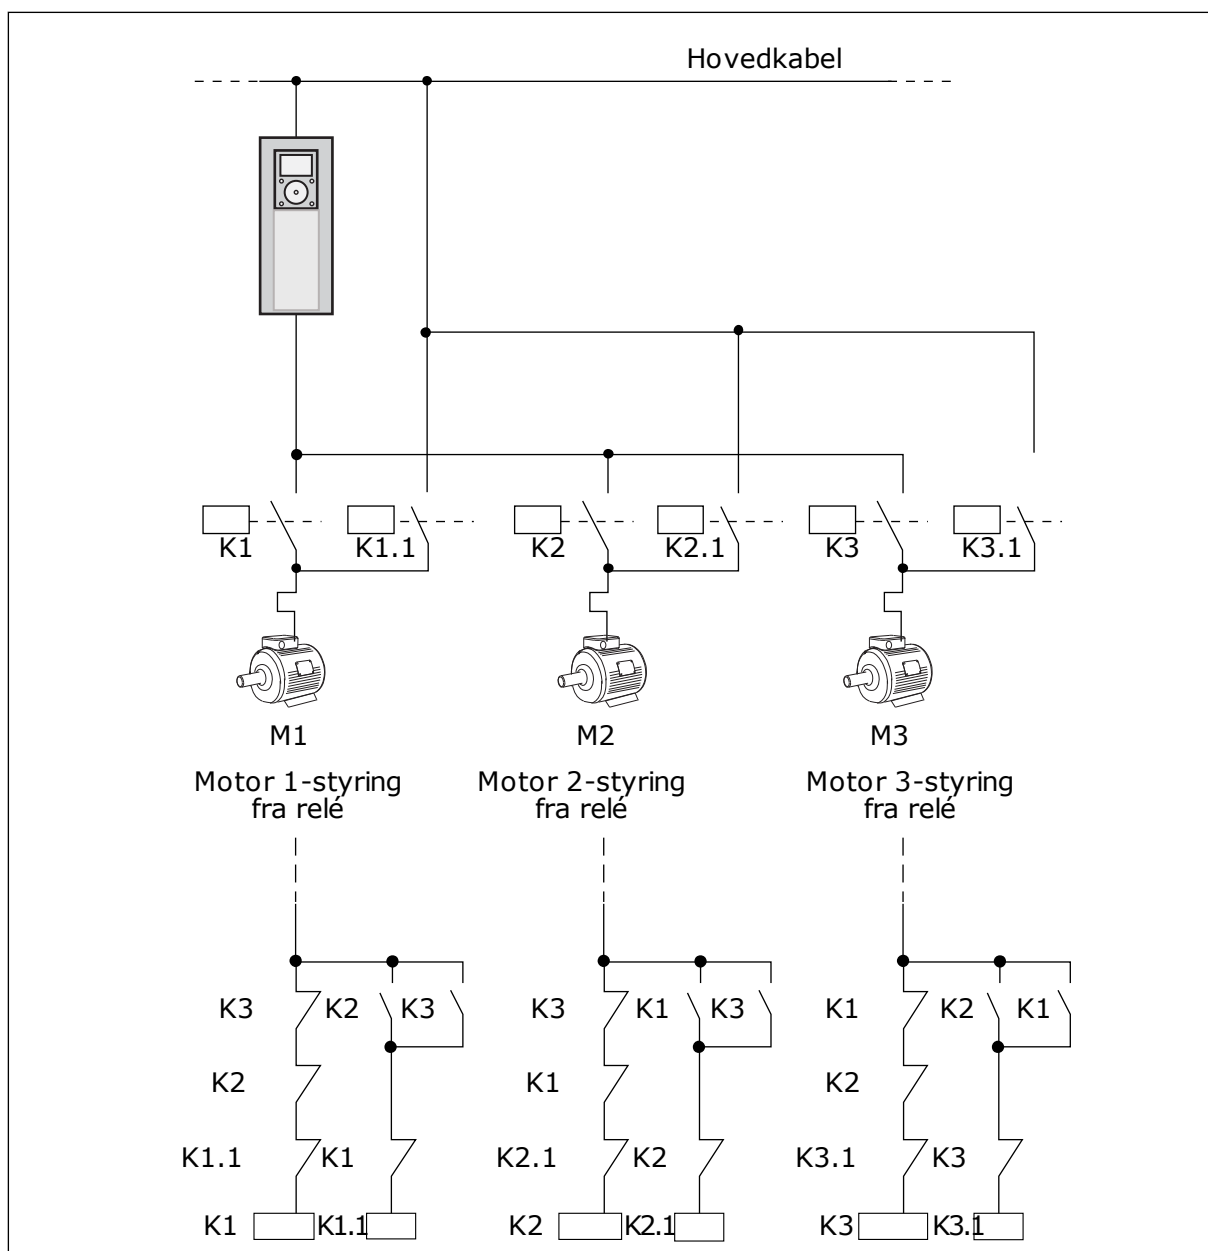 Hovedkabel
K1 K1.1 K2 K2.1 K3 K3.1
M1 M2 M3
Motor 1-styring Motor 2-styring Motor 3-styring
fra relé fra relé fra relé
K3 K2 K3 K3 K1 K3 K1 K2 K1
K2 K1 K2
K1.1 K1 K2.1 K2 K3.1 K3
K1 K1.1 K2 K2.1 K3 K3.1